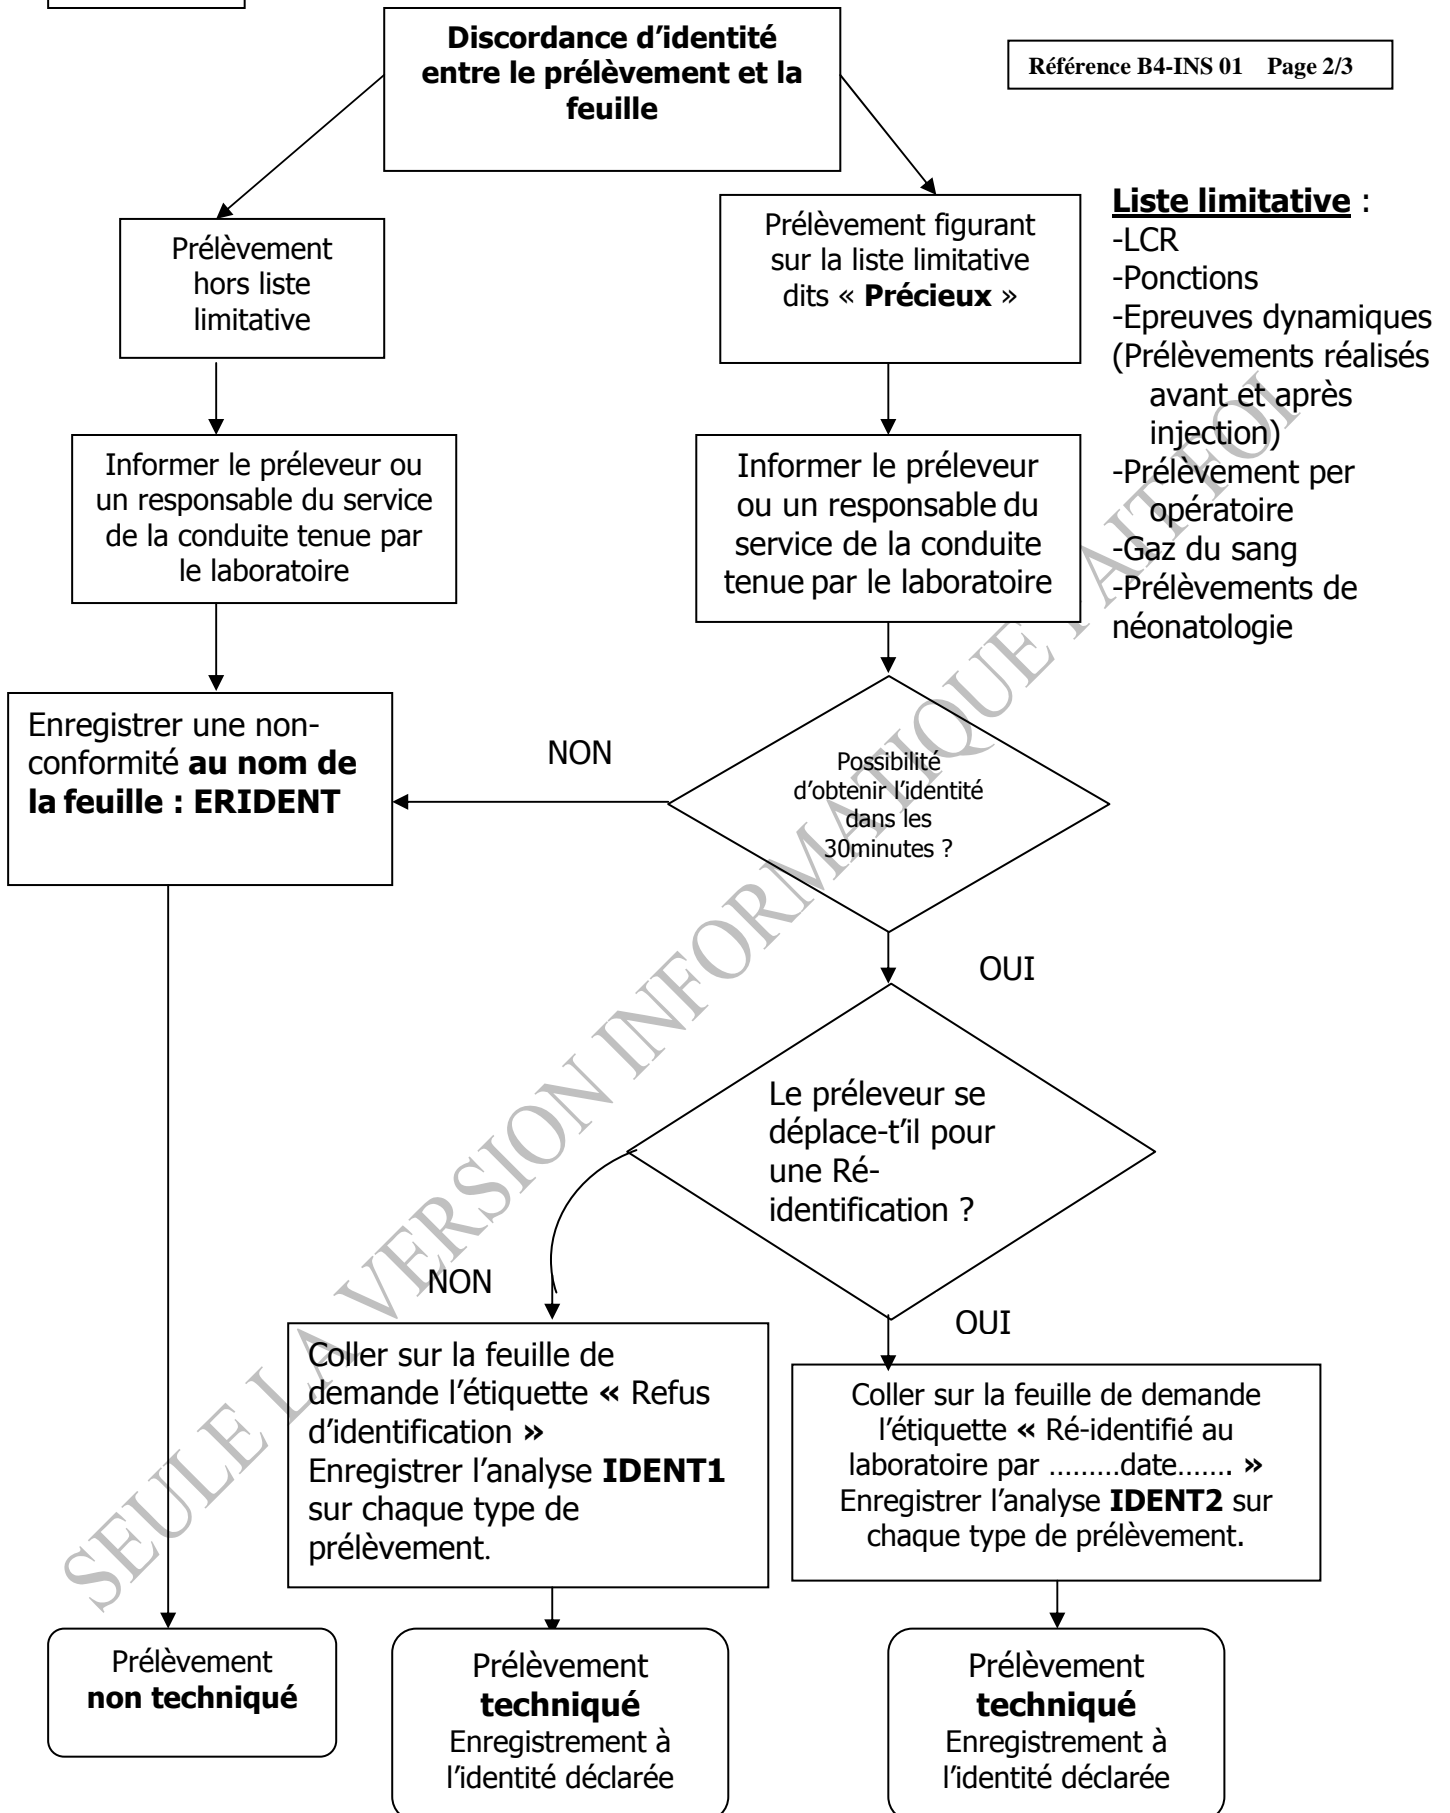 Discordance d’identité
entre le prélèvement et la
feuille
Référence B4-INS 01 Page 2/3
Prélèvement
hors liste
limitative
Prélèvement figurant
sur la liste limitative
dits « Précieux »
Liste limitative :
-LCR
-Ponctions
-Epreuves dynamiques
(Prélèvements réalisés
avant et après
injection)
-Prélèvement per
opératoire
-Gaz du sang
-Prélèvements de
néonatologie
Informer le préleveur ou
un responsable du service
de la conduite tenue par
le laboratoire
Informer le préleveur
ou un responsable du
service de la conduite
tenue par le laboratoire
Enregistrer une non-
conformité au nom de
la feuille : ERIDENT
NON
Possibilité
d’obtenir l’identité
dans les
30minutes ?
OUI
Le préleveur se
déplace-t’il pour
une Ré-
identification ?
NON
OUI
Coller sur la feuille de
demande l’étiquette « Refus
d’identification »
Enregistrer l’analyse IDENT1
sur chaque type de
prélèvement.
Coller sur la feuille de demande
l’étiquette « Ré-identifié au
laboratoire par ………date……. »
Enregistrer l’analyse IDENT2 sur
chaque type de prélèvement.
Prélèvement
non techniqué
Prélèvement
techniqué
Enregistrement à
l’identité déclarée
Prélèvement
techniqué
Enregistrement à
l’identité déclarée
SEULE LA VERSION INFORMATIQUE FAIT FOI